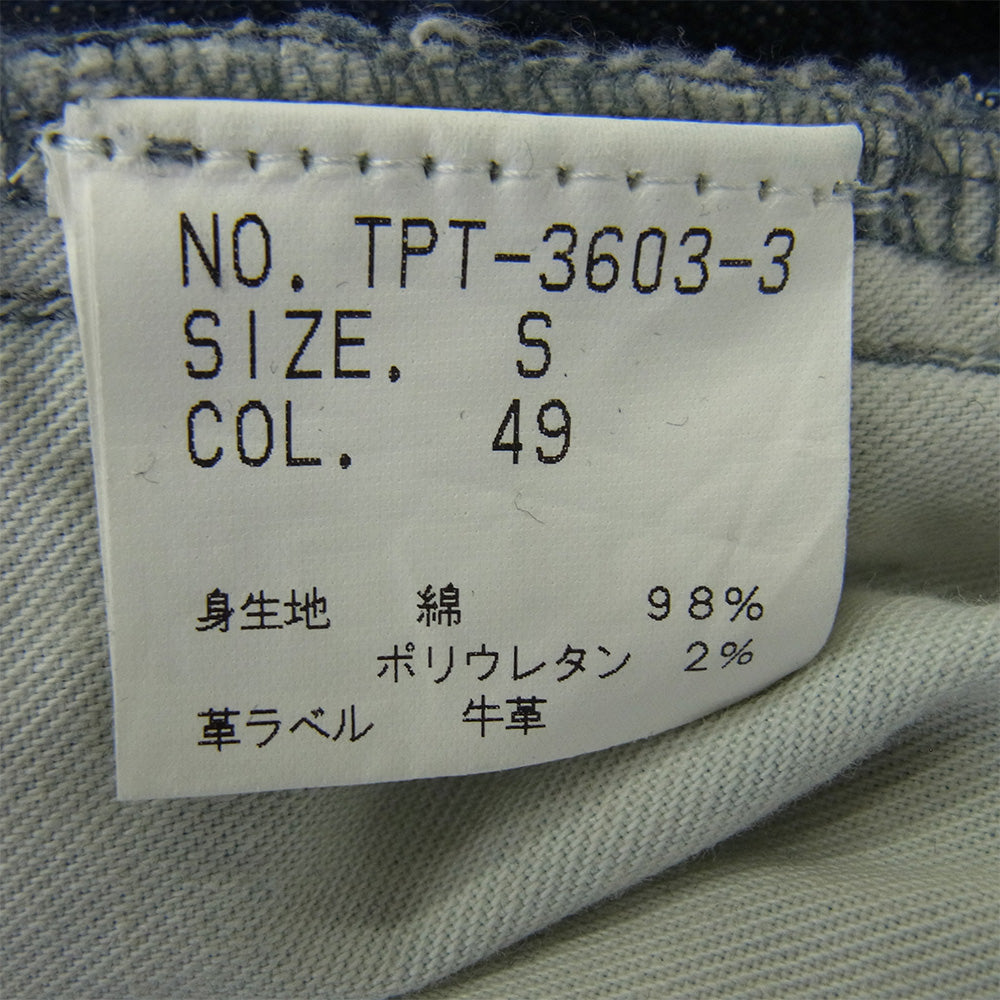 NO. TPT-3603-3
SIZE. S
COL. 49
身生地 綿 98%
ポリウレタン 2%
革ラベル 牛革